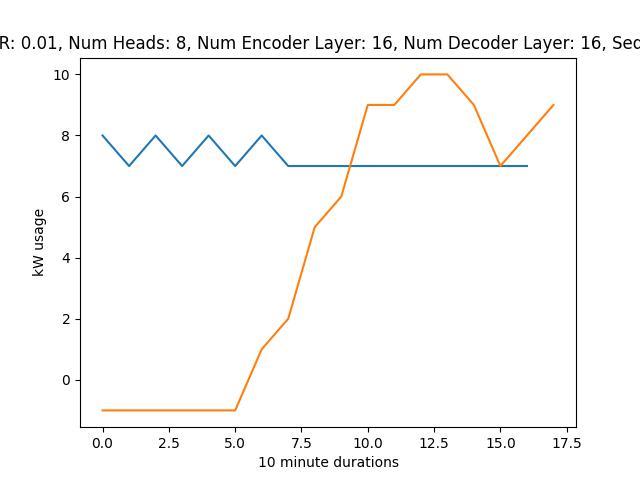 R: 0.01, Num Heads: 8, Num Encoder Layer: 16, Num Decoder Layer: 16, Sec
10
8
6
4
2
0
kW usage
0.0 2.5 5.0 7.5 10.0 12.5 15.0 17.5
10 minute durations